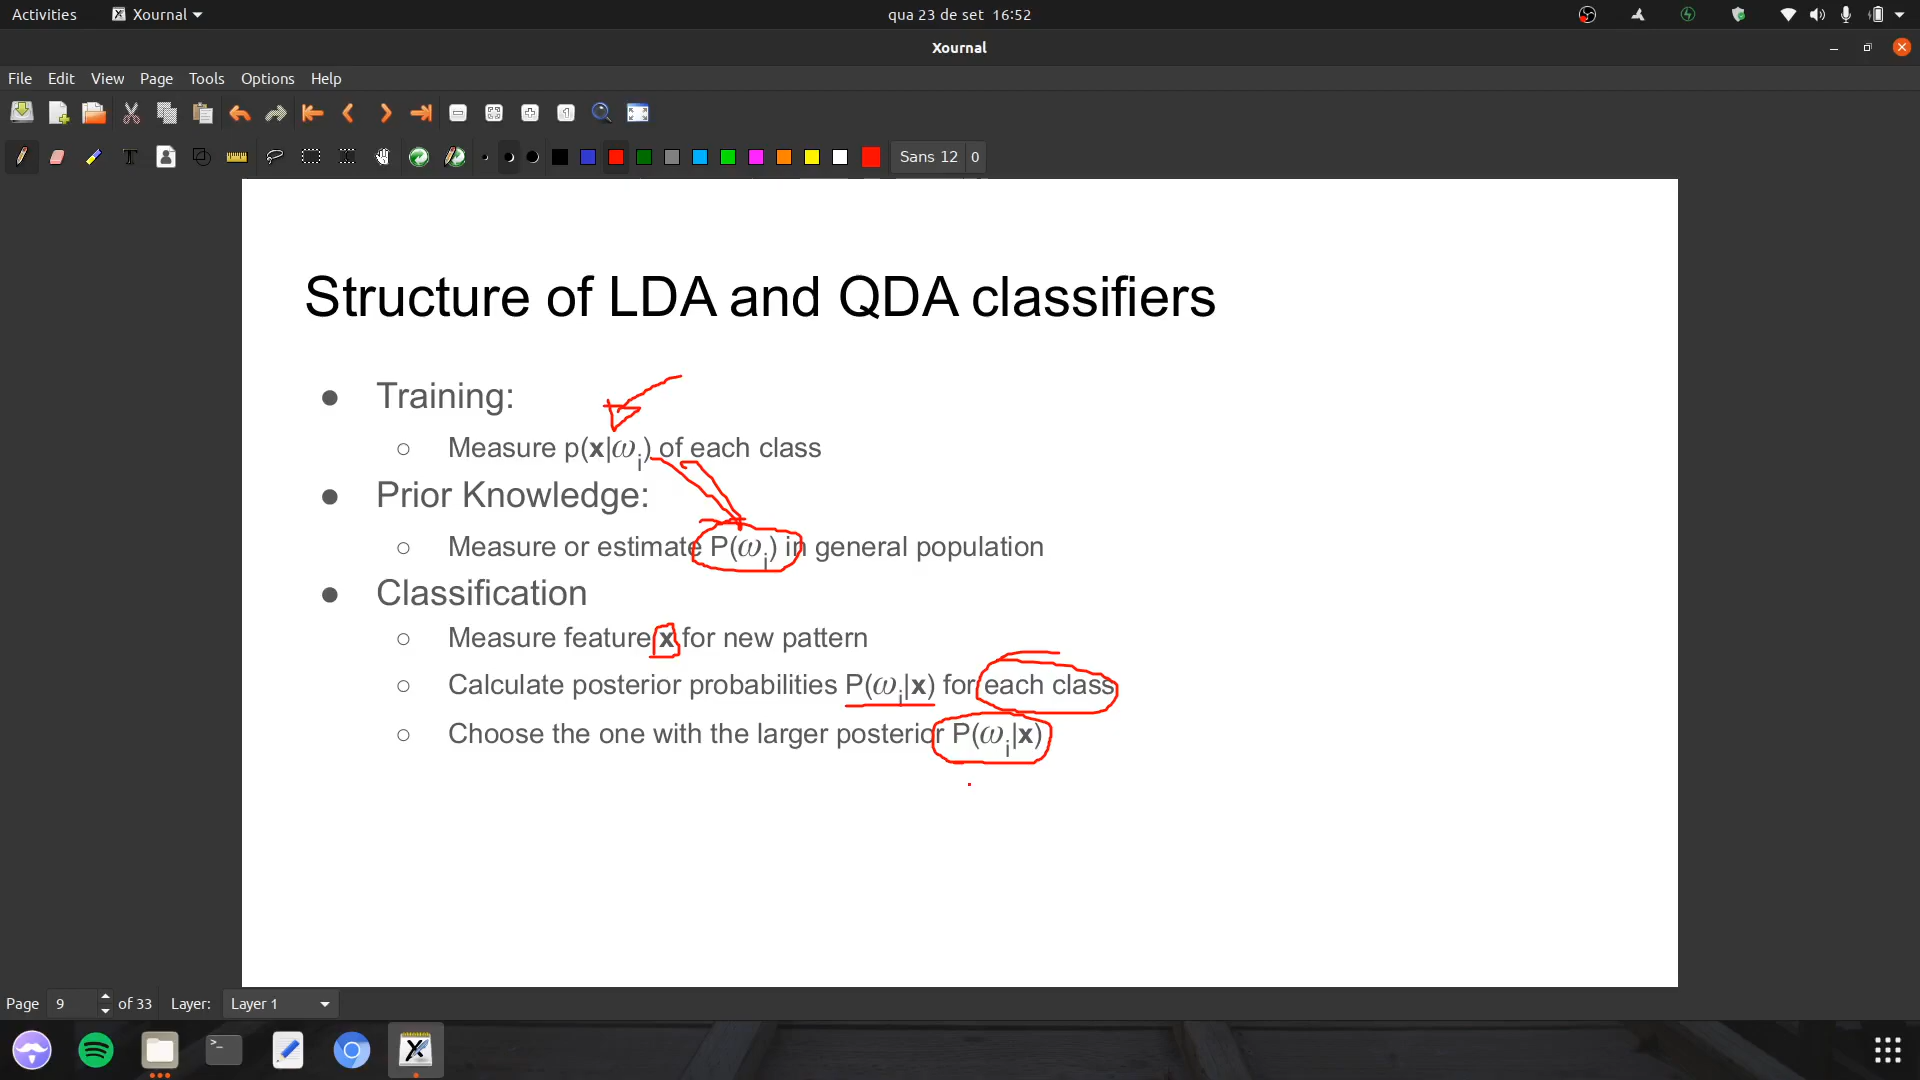 Activities Xournal qua 23 de set 16:52
Xournal
File Edit View Page Tools Options Help
Sans 12 0
Structure of LDA and QDA classifiers
● Training:
○ Measure p(x|ωi) of each class
● Prior Knowledge:
○ Measure or estimate P(ωi) in general population
● Classification
○ Measure feature x for new pattern
○ Calculate posterior probabilities P(ωi|x) for each class
○ Choose the one with the larger posterior P(ωi|x)
Page 9 of 33 Layer: Layer 1